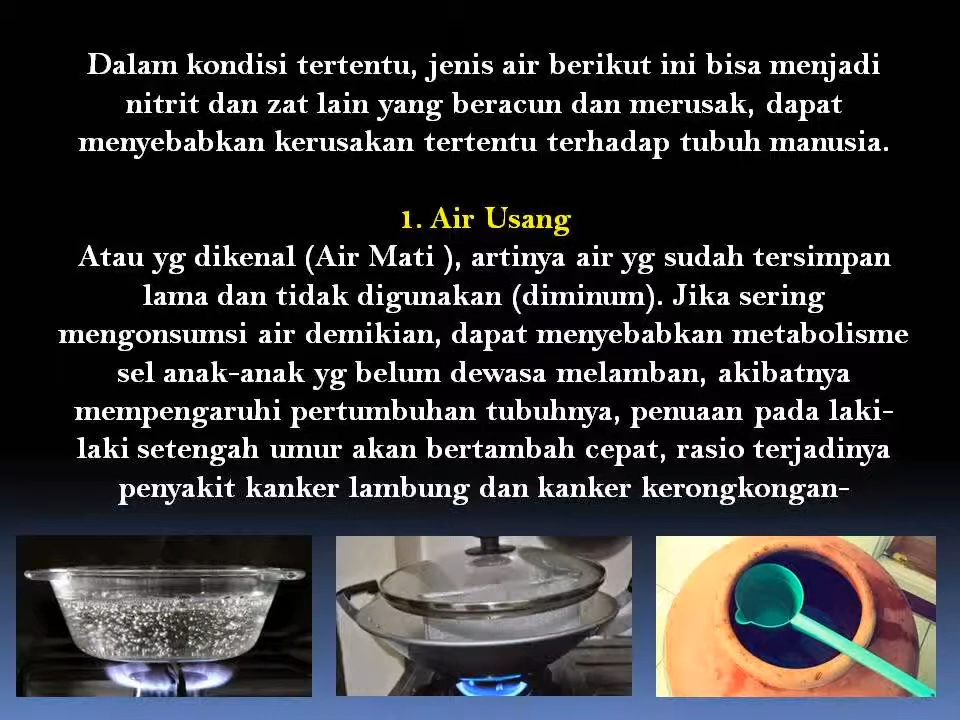 Dalam kondisi tertentu, jenis air berikut ini bisa menjadi
nitrit dan zat lain yang beracun dan merusak, dapat
menyebabkan kerusakan tertentu terhadap tubuh manusia.
1. Air Usang
Atau yg dikenal (Air Mati ), artinya air yg sudah tersimpan
lama dan tidak digunakan (diminum). Jika sering
mengonsumsi air demikian, dapat menyebabkan metabolisme
sel anak-anak yg belum dewasa melamban, akibatnya
mempengaruhi pertumbuhan tubuhnya, penuaan pada laki-
laki setengah umur akan bertambah cepat, rasio terjadinya
penyakit kanker lambung dan kanker kerongkongan-